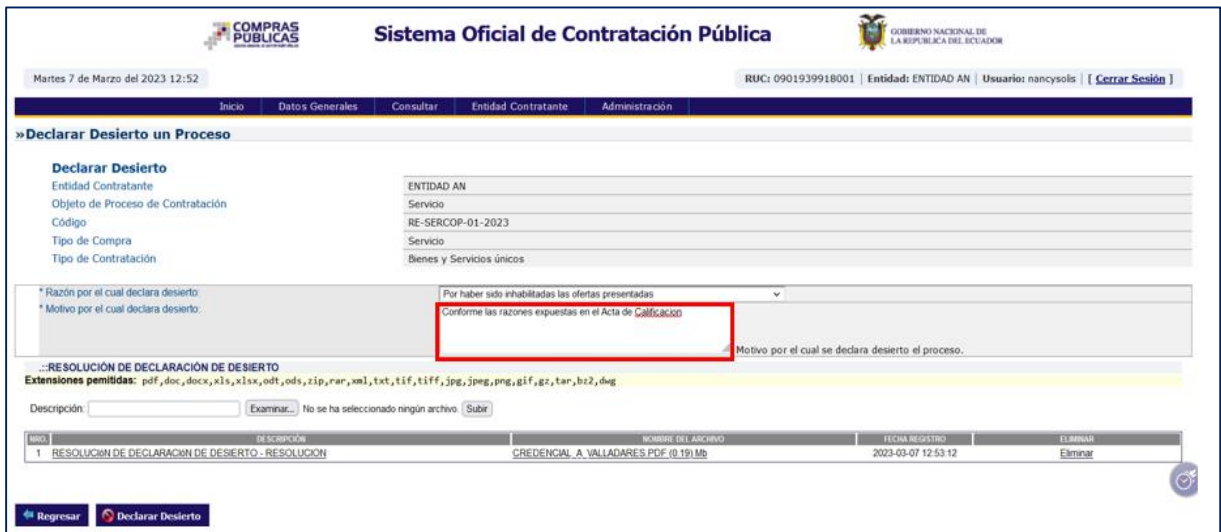 COMPRAS
PÚBLICAS
Sistema Oficial de Contratación Pública
GOBIERNO NACIONAL DE
LA REPUBLICA DEL ECUADOR
Martes 7 de Marzo del 2023 12:52
RUC: 0901939918001 | Entidad: ENTIDAD AN | Usuario: nancysolis | [ Cerrar Sesión ]
Inicio Datos Generales Consultar Entidad Contratante Administración
»Declarar Desierto un Proceso
Declarar Desierto
Entidad Contratante ENTIDAD AN
Objeto de Proceso de Contratación Servicio
Código RE-SERCOP-01-2023
Tipo de Compra Servicio
Tipo de Contratación Bienes y Servicios únicos
* Razón por el cual declara desierto: Por haber sido inhabilitadas las ofertas presentadas
* Motivo por el cual declara desierto: Conforme las razones expuestas en el Acta de Calificacion
Motivo por el cual se declara desierto el proceso.
.::RESOLUCIÓN DE DECLARACIÓN DE DESIERTO
Extensiones pemitidas: pdf,doc,docx,xls,xlsx,odt,ods,zip,rar,xml,txt,tif,tiff,jpg,jpeg,png,gif,gz,tar,bz2,dwg
Descripción: Examinar... No se ha seleccionado ningún archivo. Subir
NRO. DESCRIPCIÓN NOMBRE DEL ARCHIVO FECHA REGISTRO ELIMINAR
1 RESOLUCIóN DE DECLARACIóN DE DESIERTO - RESOLUCION CREDENCIAL_A_VALLADARES.PDF (0.19) Mb 2023-03-07 12:53:12 Eliminar
Regresar Declarar Desierto